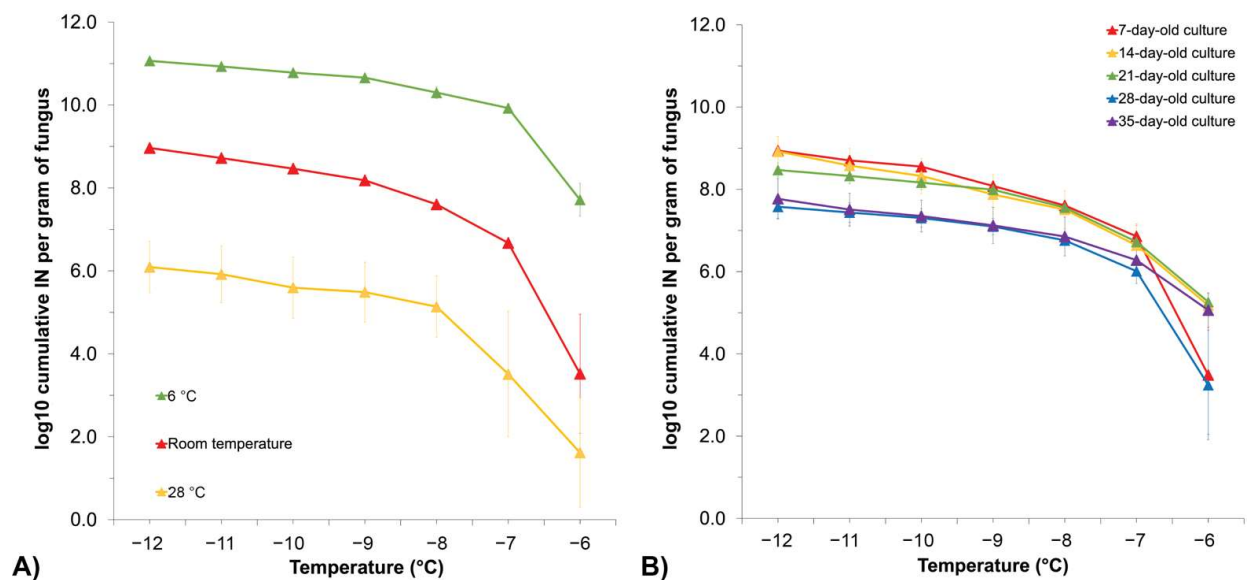 12.0
10.0
8.0
6.0
4.0
2.0
0.0
log10 cumulative IN per gram of fungus
6 °C
Room temperature
28 °C
−12 −11 −10 −9 −8 −7 −6
Temperature (°C)
A)
12.0
10.0
8.0
6.0
4.0
2.0
0.0
log10 cumulative IN per gram of fungus
7-day-old culture
14-day-old culture
21-day-old culture
28-day-old culture
35-day-old culture
−12 −11 −10 −9 −8 −7 −6
Temperature (°C)
B)